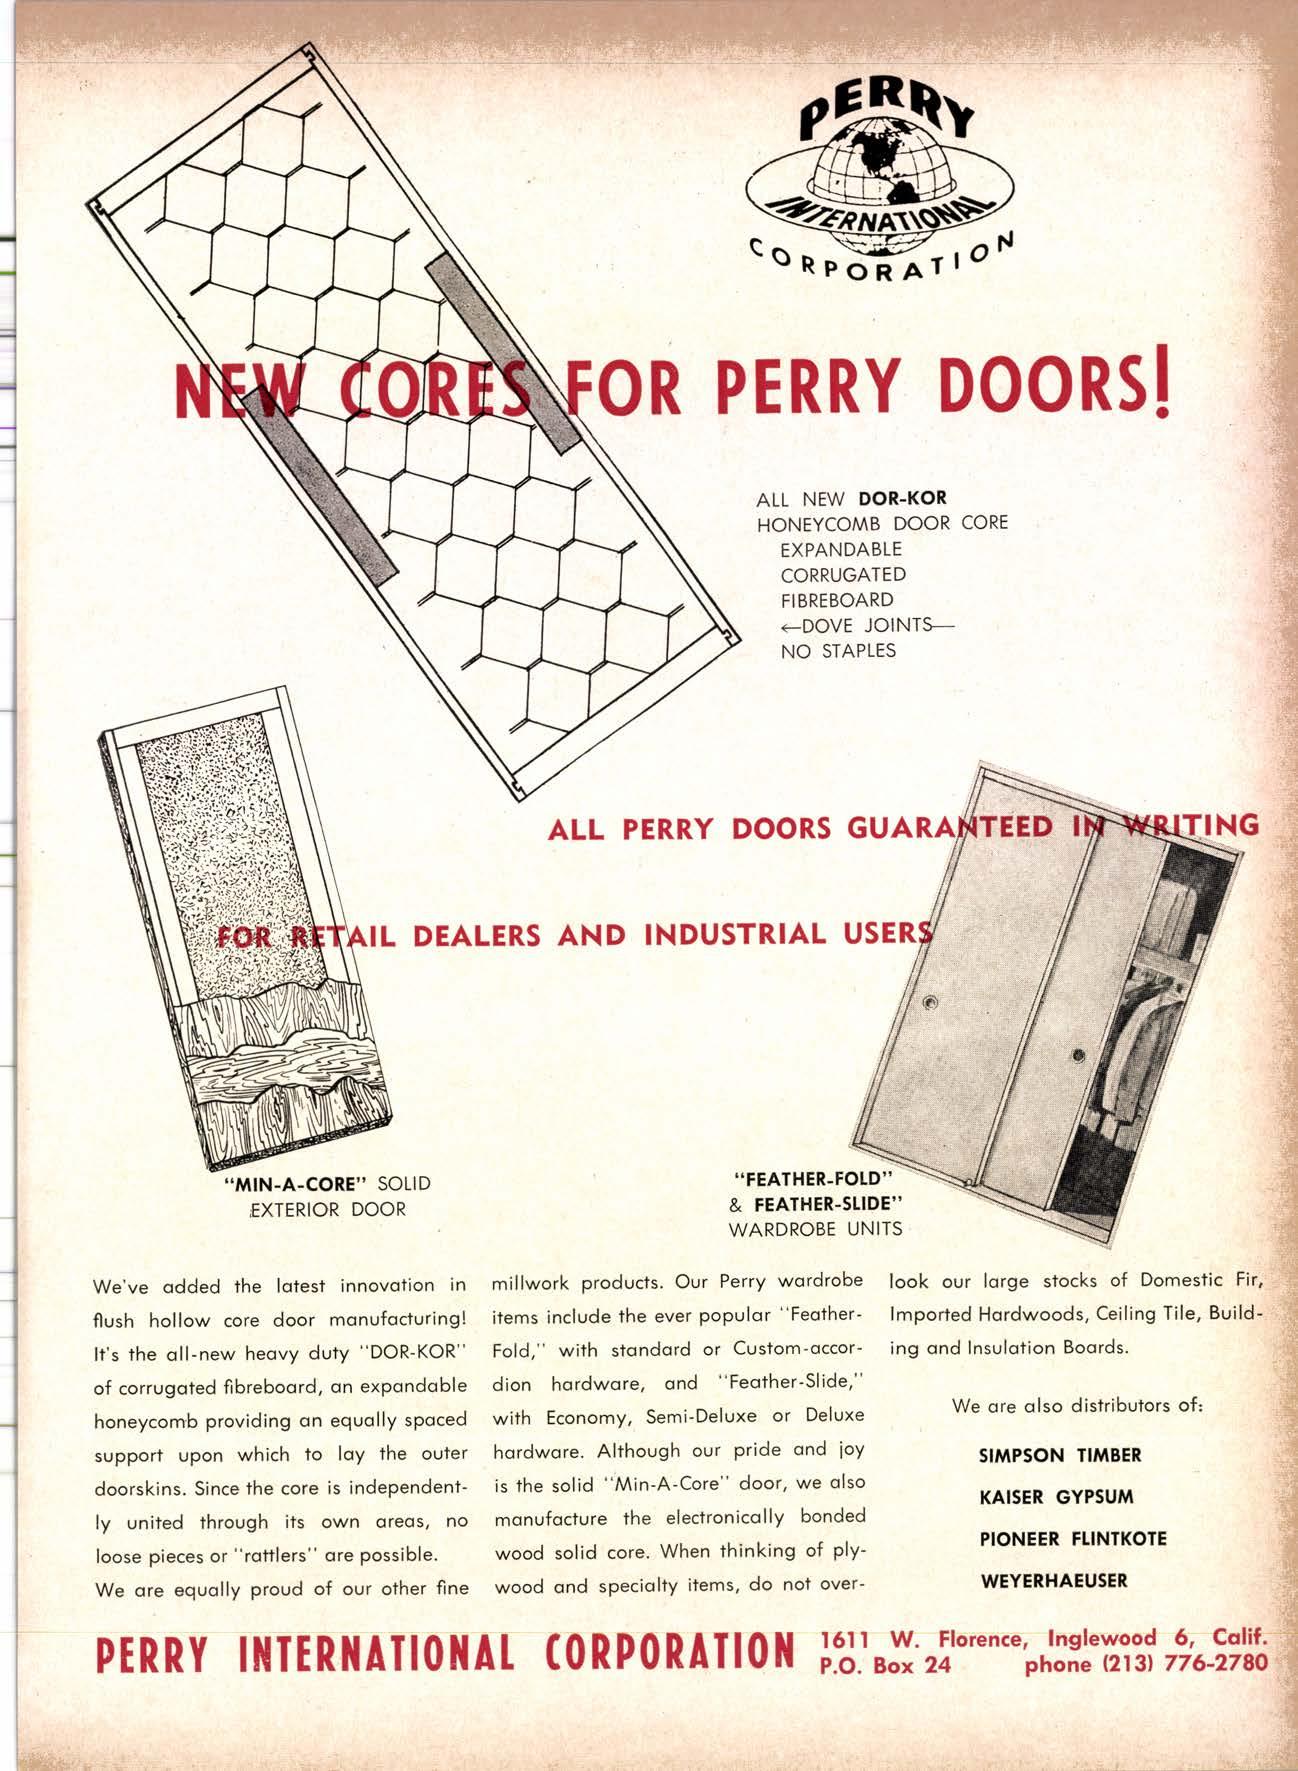 PERRY
INTERNATIONAL
CORPORATION
NEW CORES FOR PERRY DOORS!
ALL NEW DOR-KOR
HONEYCOMB DOOR CORE
EXPANDABLE
CORRUGATED
FIBREBOARD
←DOVE JOINTS—
NO STAPLES
ALL PERRY DOORS GUARANTEED IN WRITING
FOR RETAIL DEALERS AND INDUSTRIAL USERS
"MIN-A-CORE" SOLID
EXTERIOR DOOR
"FEATHER-FOLD"
& FEATHER-SLIDE"
WARDROBE UNITS
We've added the latest innovation in
flush hollow core door manufacturing!
It's the all-new heavy duty "DOR-KOR"
of corrugated fibreboard, an expandable
honeycomb providing an equally spaced
support upon which to lay the outer
doorskins. Since the core is independent-
ly united through its own areas, no
loose pieces or "rattlers" are possible.
We are equally proud of our other fine
millwork products. Our Perry wardrobe
items include the ever popular "Feather-
Fold," with standard or Custom-accor-
dion hardware, and "Feather-Slide,"
with Economy, Semi-Deluxe or Deluxe
hardware. Although our pride and joy
is the solid "Min-A-Core" door, we also
manufacture the electronically bonded
wood solid core. When thinking of ply-
wood and specialty items, do not over-
look our large stocks of Domestic Fir,
Imported Hardwoods, Ceiling Tile, Build-
ing and Insulation Boards.
We are also distributors of:
SIMPSON TIMBER
KAISER GYPSUM
PIONEER FLINTKOTE
WEYERHAEUSER
PERRY INTERNATIONAL CORPORATION
1611 W. Florence, Inglewood 6, Calif.
P.O. Box 24 phone (213) 776-2780